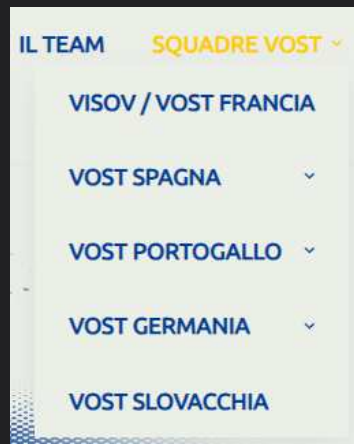 IL TEAM SQUADRE VOST
VISOV / VOST FRANCIA
VOST SPAGNA
VOST PORTOGALLO
VOST GERMANIA
VOST SLOVACCHIA